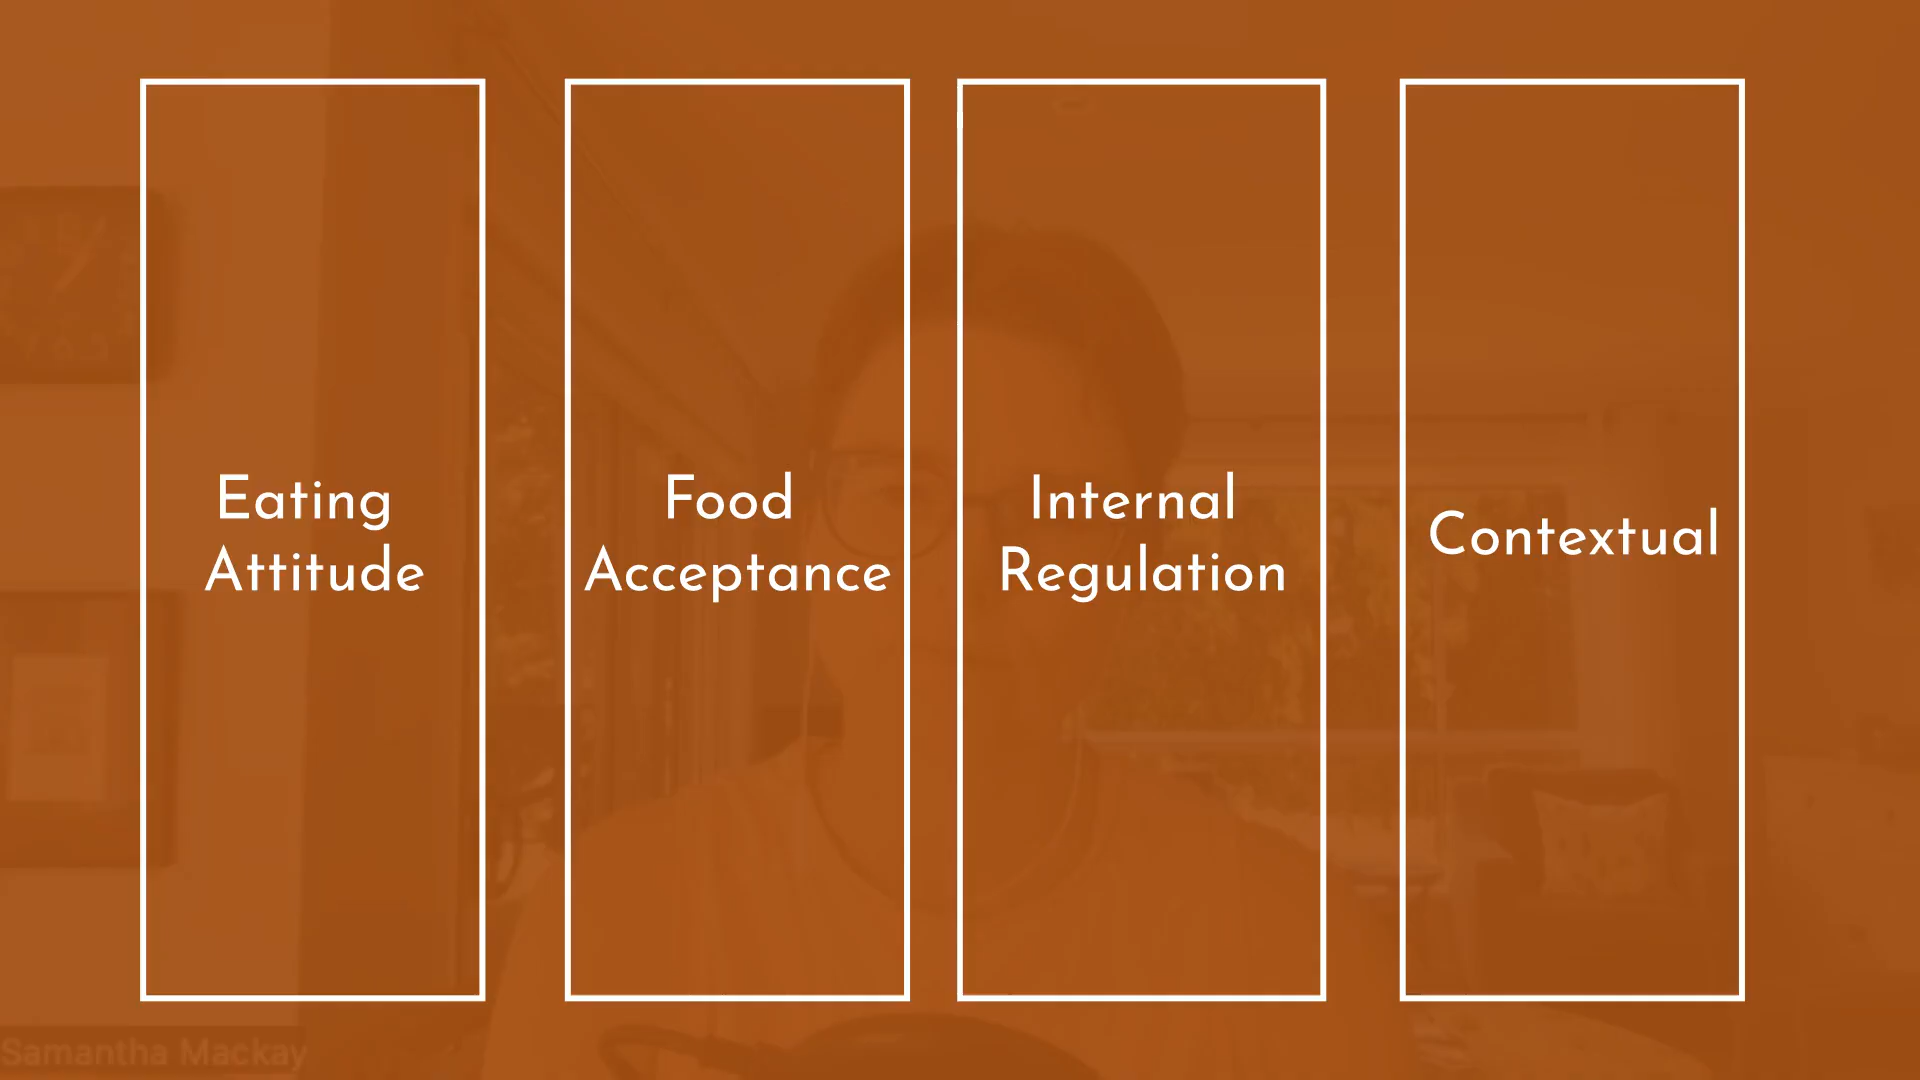 Eating
Attitude
Food
Acceptance
Internal
Regulation
Contextual
Samantha Mackay